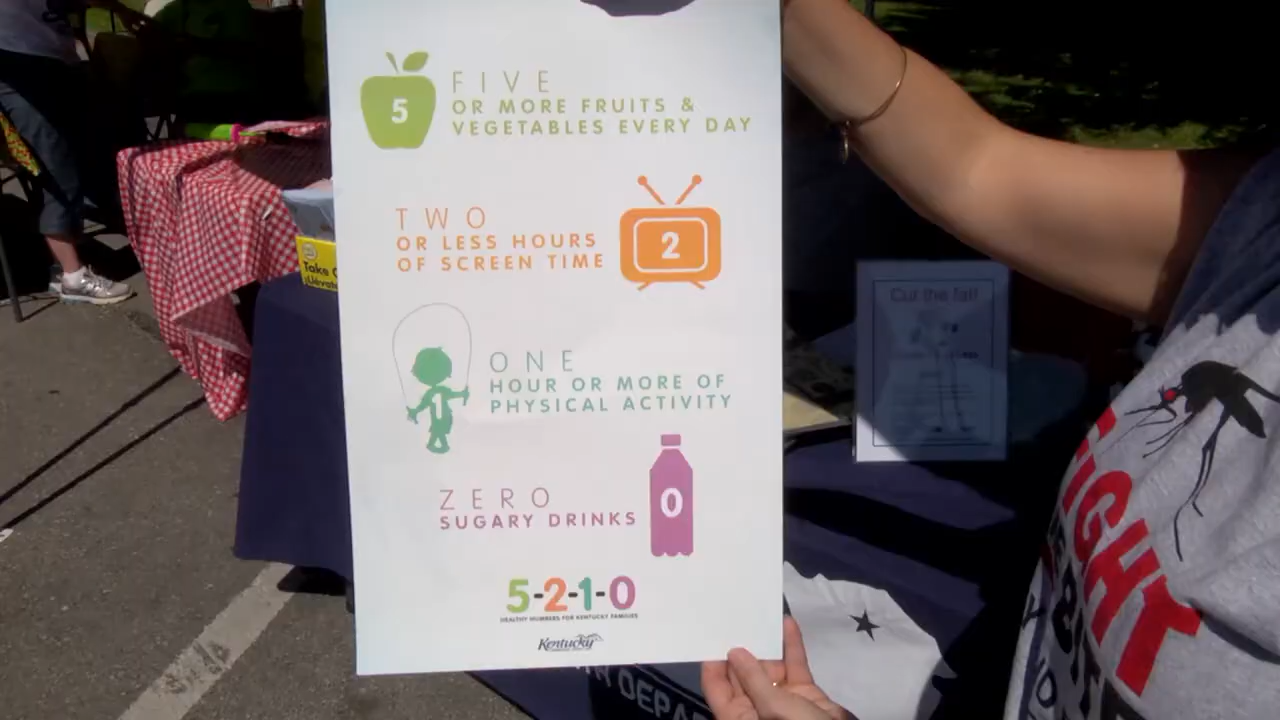 5
FIVE
OR MORE FRUITS &
VEGETABLES EVERY DAY
TWO
OR LESS HOURS
OF SCREEN TIME
2
ONE
HOUR OR MORE OF
PHYSICAL ACTIVITY
1
ZERO
SUGARY DRINKS
0
5-2-1-0
HEALTHY NUMBERS FOR KENTUCKY FAMILIES
Kentucky
Take
Cut the fat!